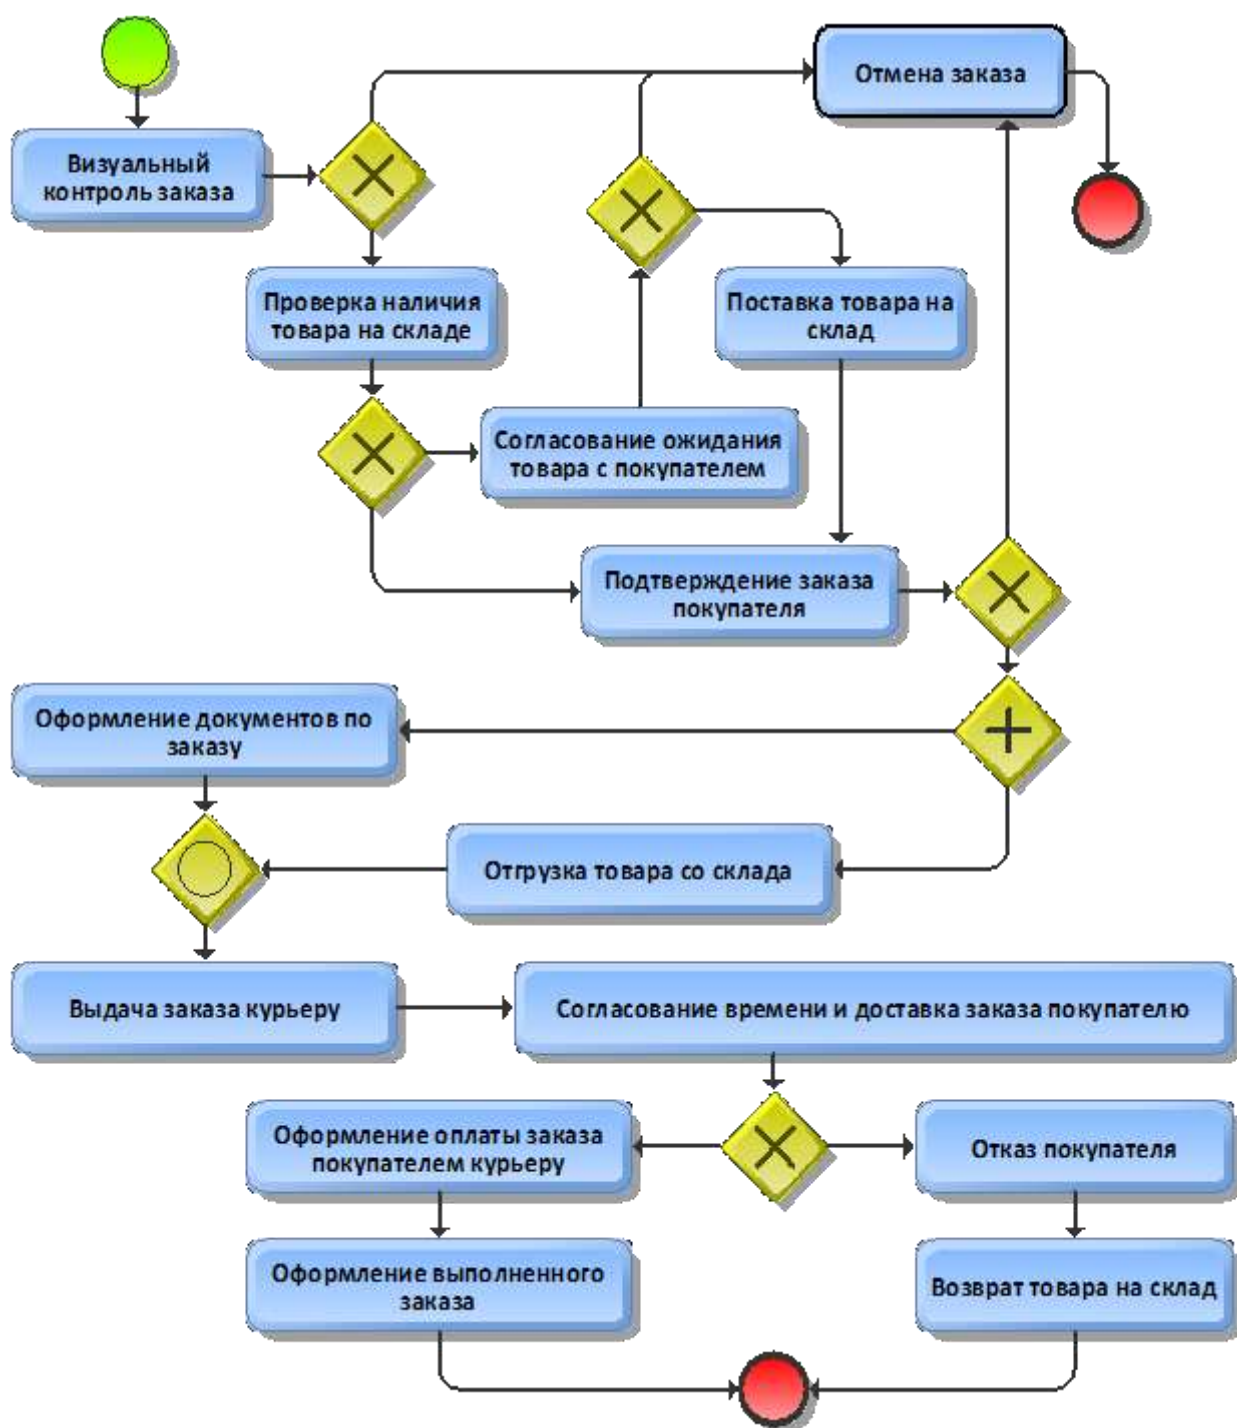 Отмена заказа
Визуальный
контроль заказа
Проверка наличия
товара на складе
Поставка товара на
склад
Согласование ожидания
товара с покупателем
Подтверждение заказа
покупателя
Оформление документов по
заказу
Отгрузка товара со склада
Выдача заказа курьеру
Согласование времени и доставка заказа покупателю
Оформление оплаты заказа
покупателем курьеру
Отказ покупателя
Оформление выполненного
заказа
Возврат товара на склад